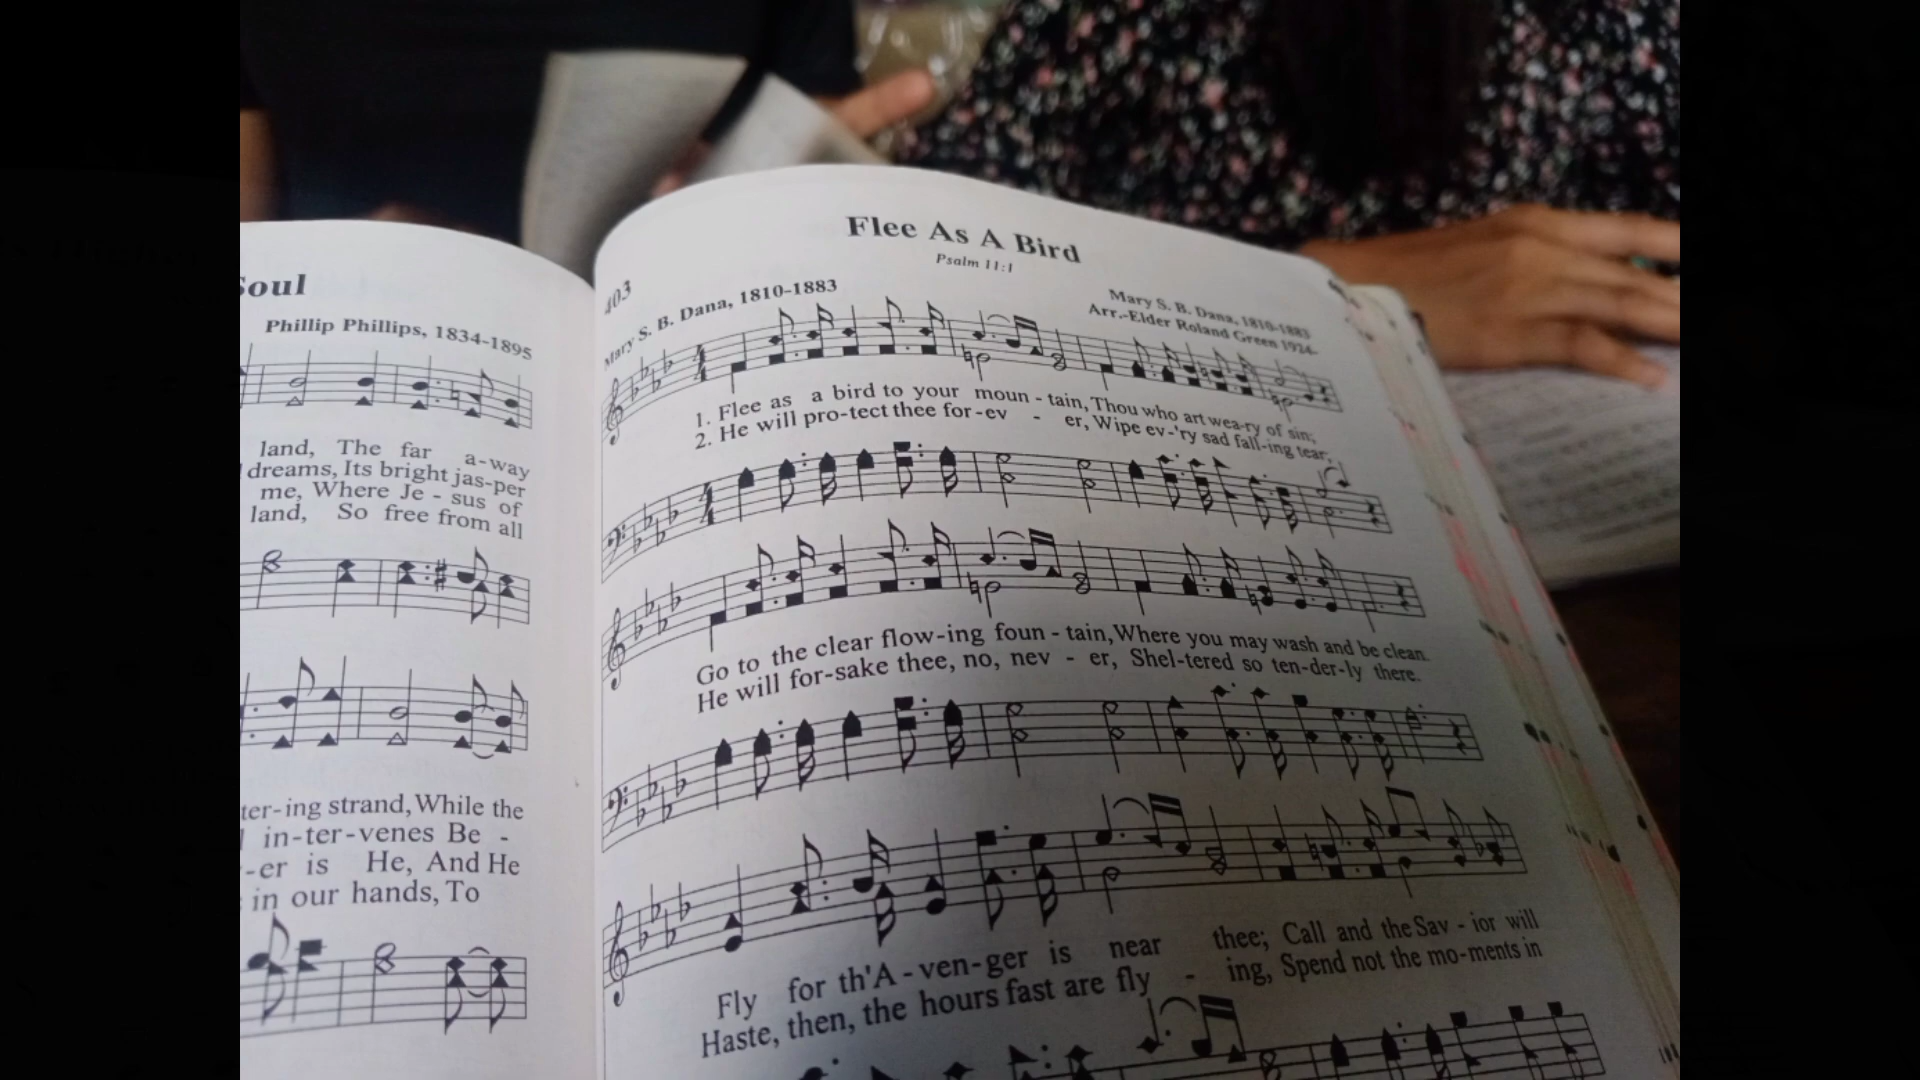 Soul
Phillip Phillips, 1834-1895
land, The far a-way
dreams, Its bright jas-per
me, Where Je - sus of
land, So free from all
ter-ing strand, While the
in-ter-venes Be -
-er is He, And He
in our hands, To
Flee As A Bird
Psalm 11:1
403
Mary S. B. Dana, 1810-1883
Mary S. B. Dana, 1810-1883
Arr.-Elder Roland Green 1924-
1. Flee as a bird to your moun - tain, Thou who art wea-ry of sin;
2. He will pro-tect thee for-ev - er, Wipe ev-'ry sad fall-ing tear;
Go to the clear flow-ing foun - tain, Where you may wash and be clean.
He will for-sake thee, no, nev - er, Shel-tered so ten-der-ly there.
Fly for th'A-ven-ger is near thee; Call and the Sav - ior will
Haste, then, the hours fast are fly - ing, Spend not the mo-ments in